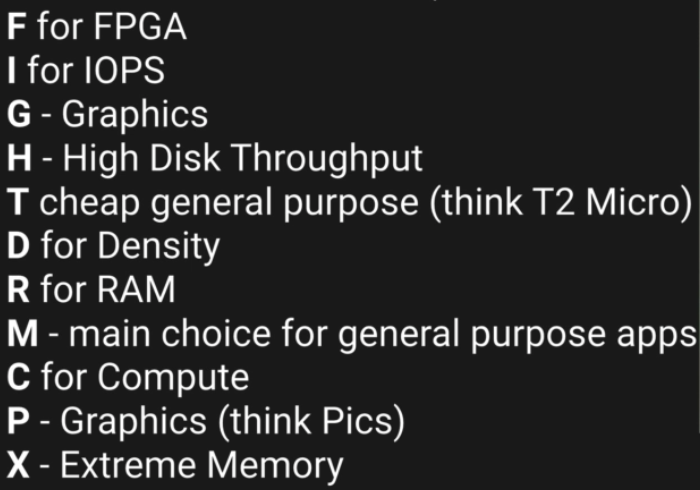 F for FPGA
I for IOPS
G - Graphics
H - High Disk Throughput
T cheap general purpose (think T2 Micro)
D for Density
R for RAM
M - main choice for general purpose apps
C for Compute
P - Graphics (think Pics)
X - Extreme Memory